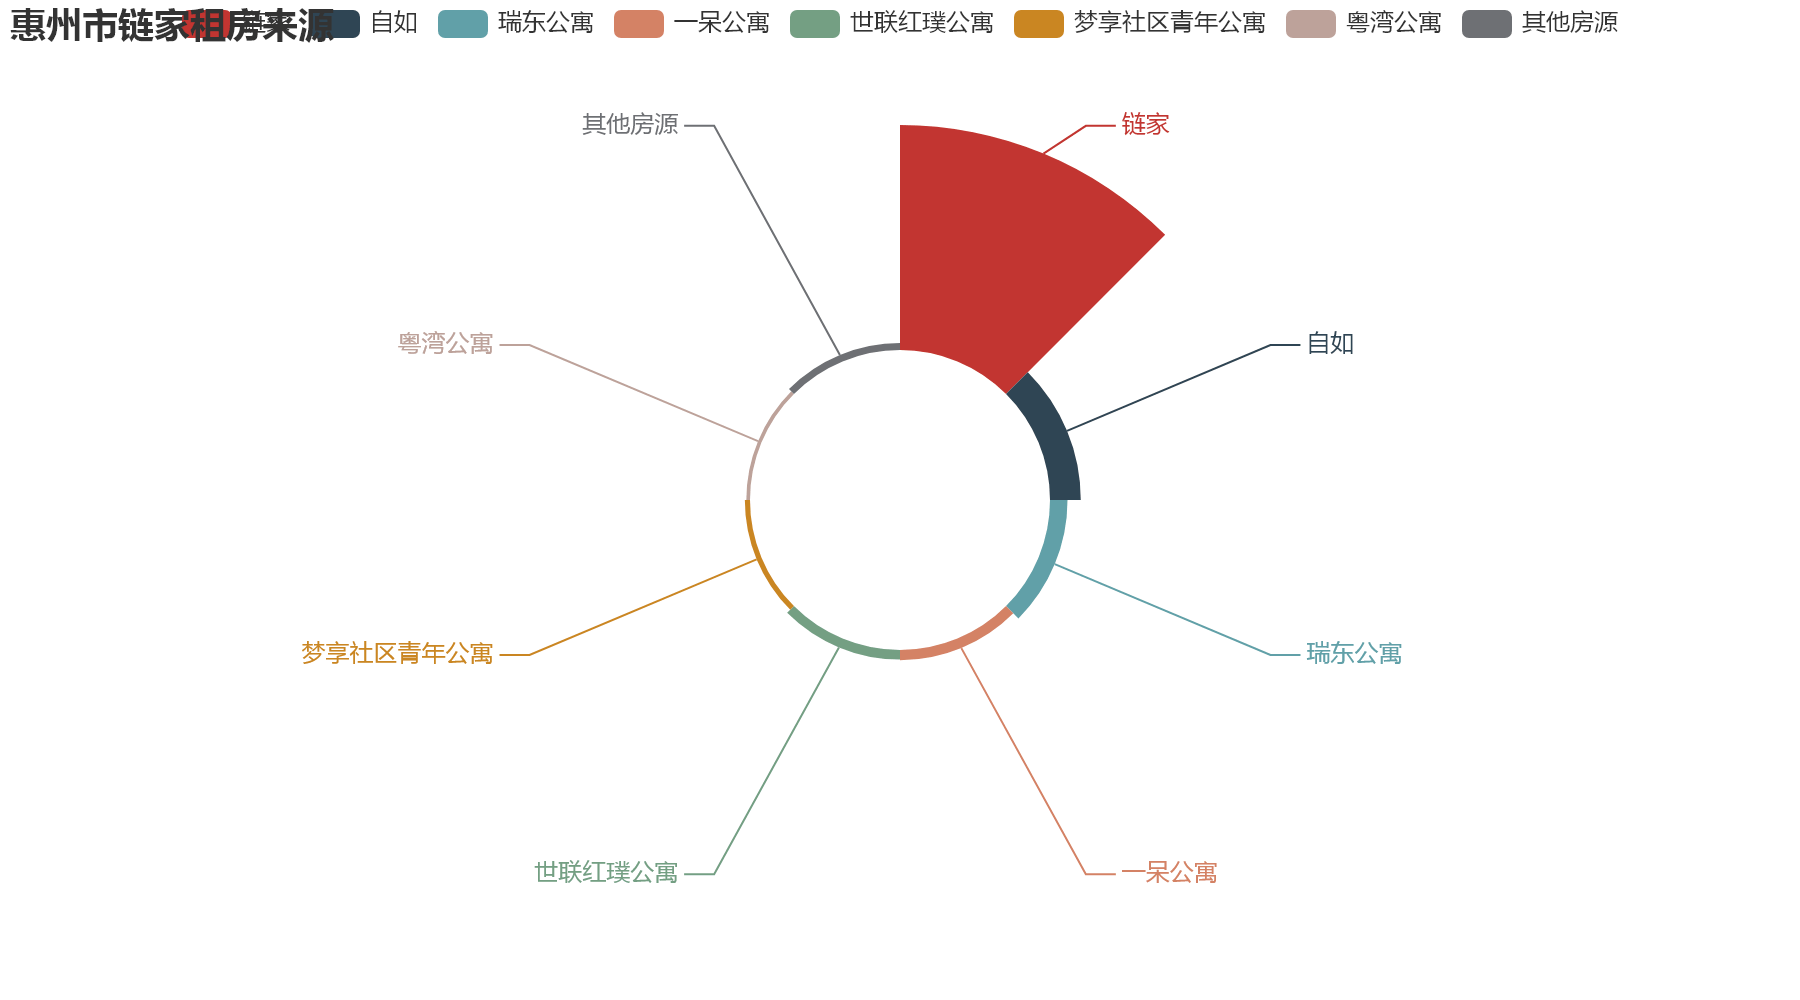 惠州市链家租房来源
链家 自如 瑞东公寓 一呆公寓 世联红璞公寓 梦享社区青年公寓 粤湾公寓 其他房源
其他房源
链家
粤湾公寓
自如
梦享社区青年公寓
瑞东公寓
世联红璞公寓
一呆公寓